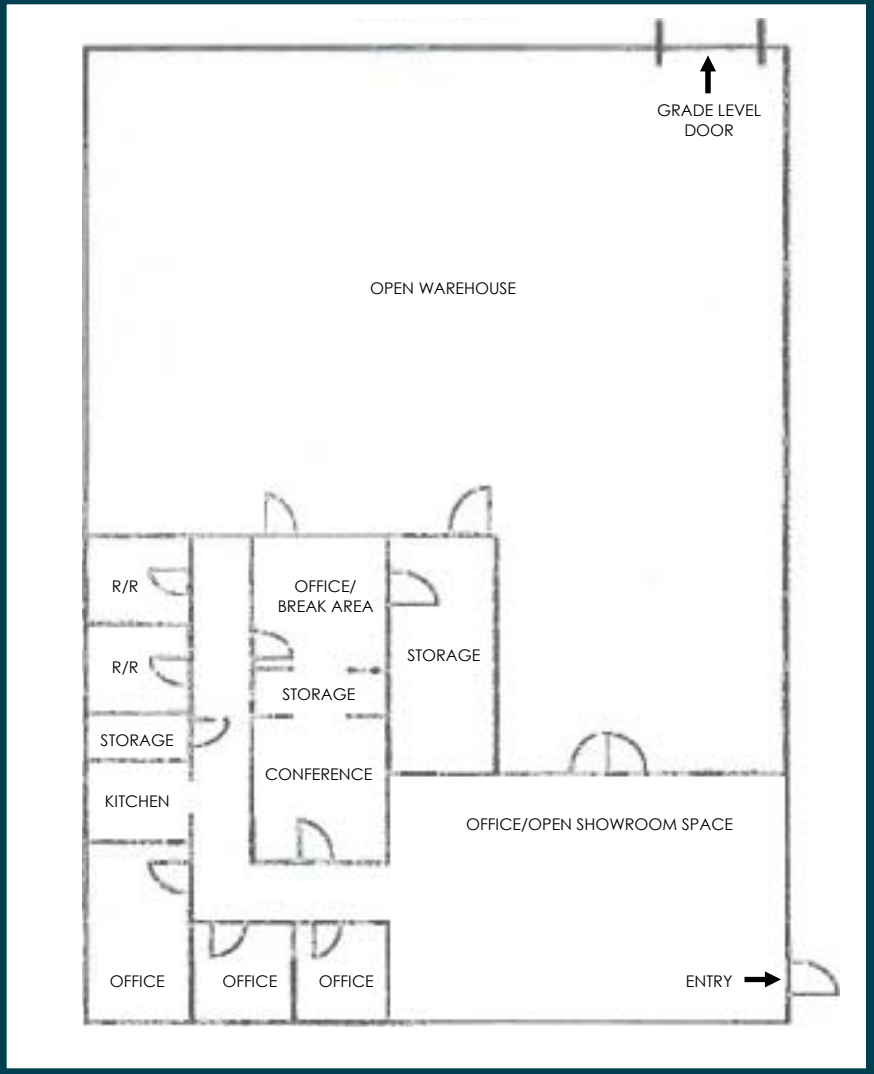 GRADE LEVEL
DOOR
OPEN WAREHOUSE
R/R
OFFICE/
BREAK AREA
R/R
STORAGE
STORAGE
STORAGE
CONFERENCE
KITCHEN
OFFICE/OPEN SHOWROOM SPACE
OFFICE
OFFICE
OFFICE
ENTRY